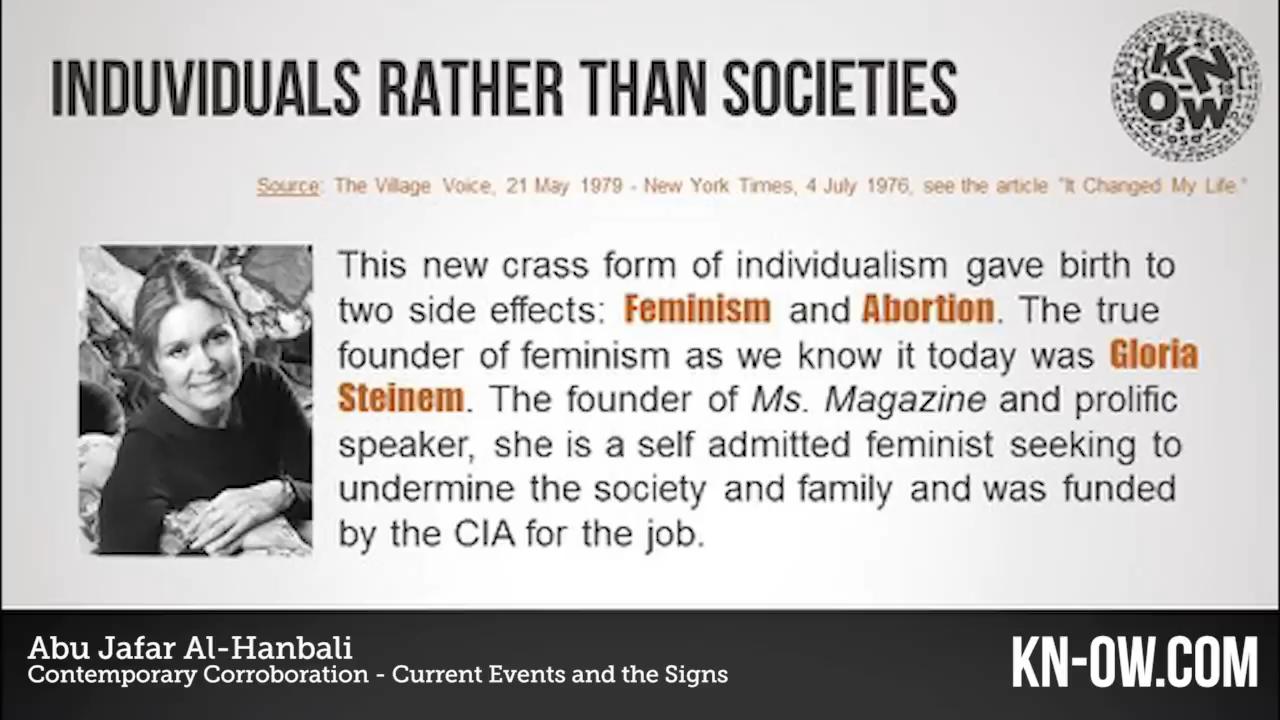 INDUVIDUALS RATHER THAN SOCIETIES
KN
OW
Source: The Village Voice, 21 May 1979 - New York Times, 4 July 1976, see the article "It Changed My Life."
This new crass form of individualism gave birth to
two side effects: Feminism and Abortion. The true
founder of feminism as we know it today was Gloria
Steinem. The founder of Ms. Magazine and prolific
speaker, she is a self admitted feminist seeking to
undermine the society and family and was funded
by the CIA for the job.
Abu Jafar Al-Hanbali
Contemporary Corroboration - Current Events and the Signs
KN-OW.COM